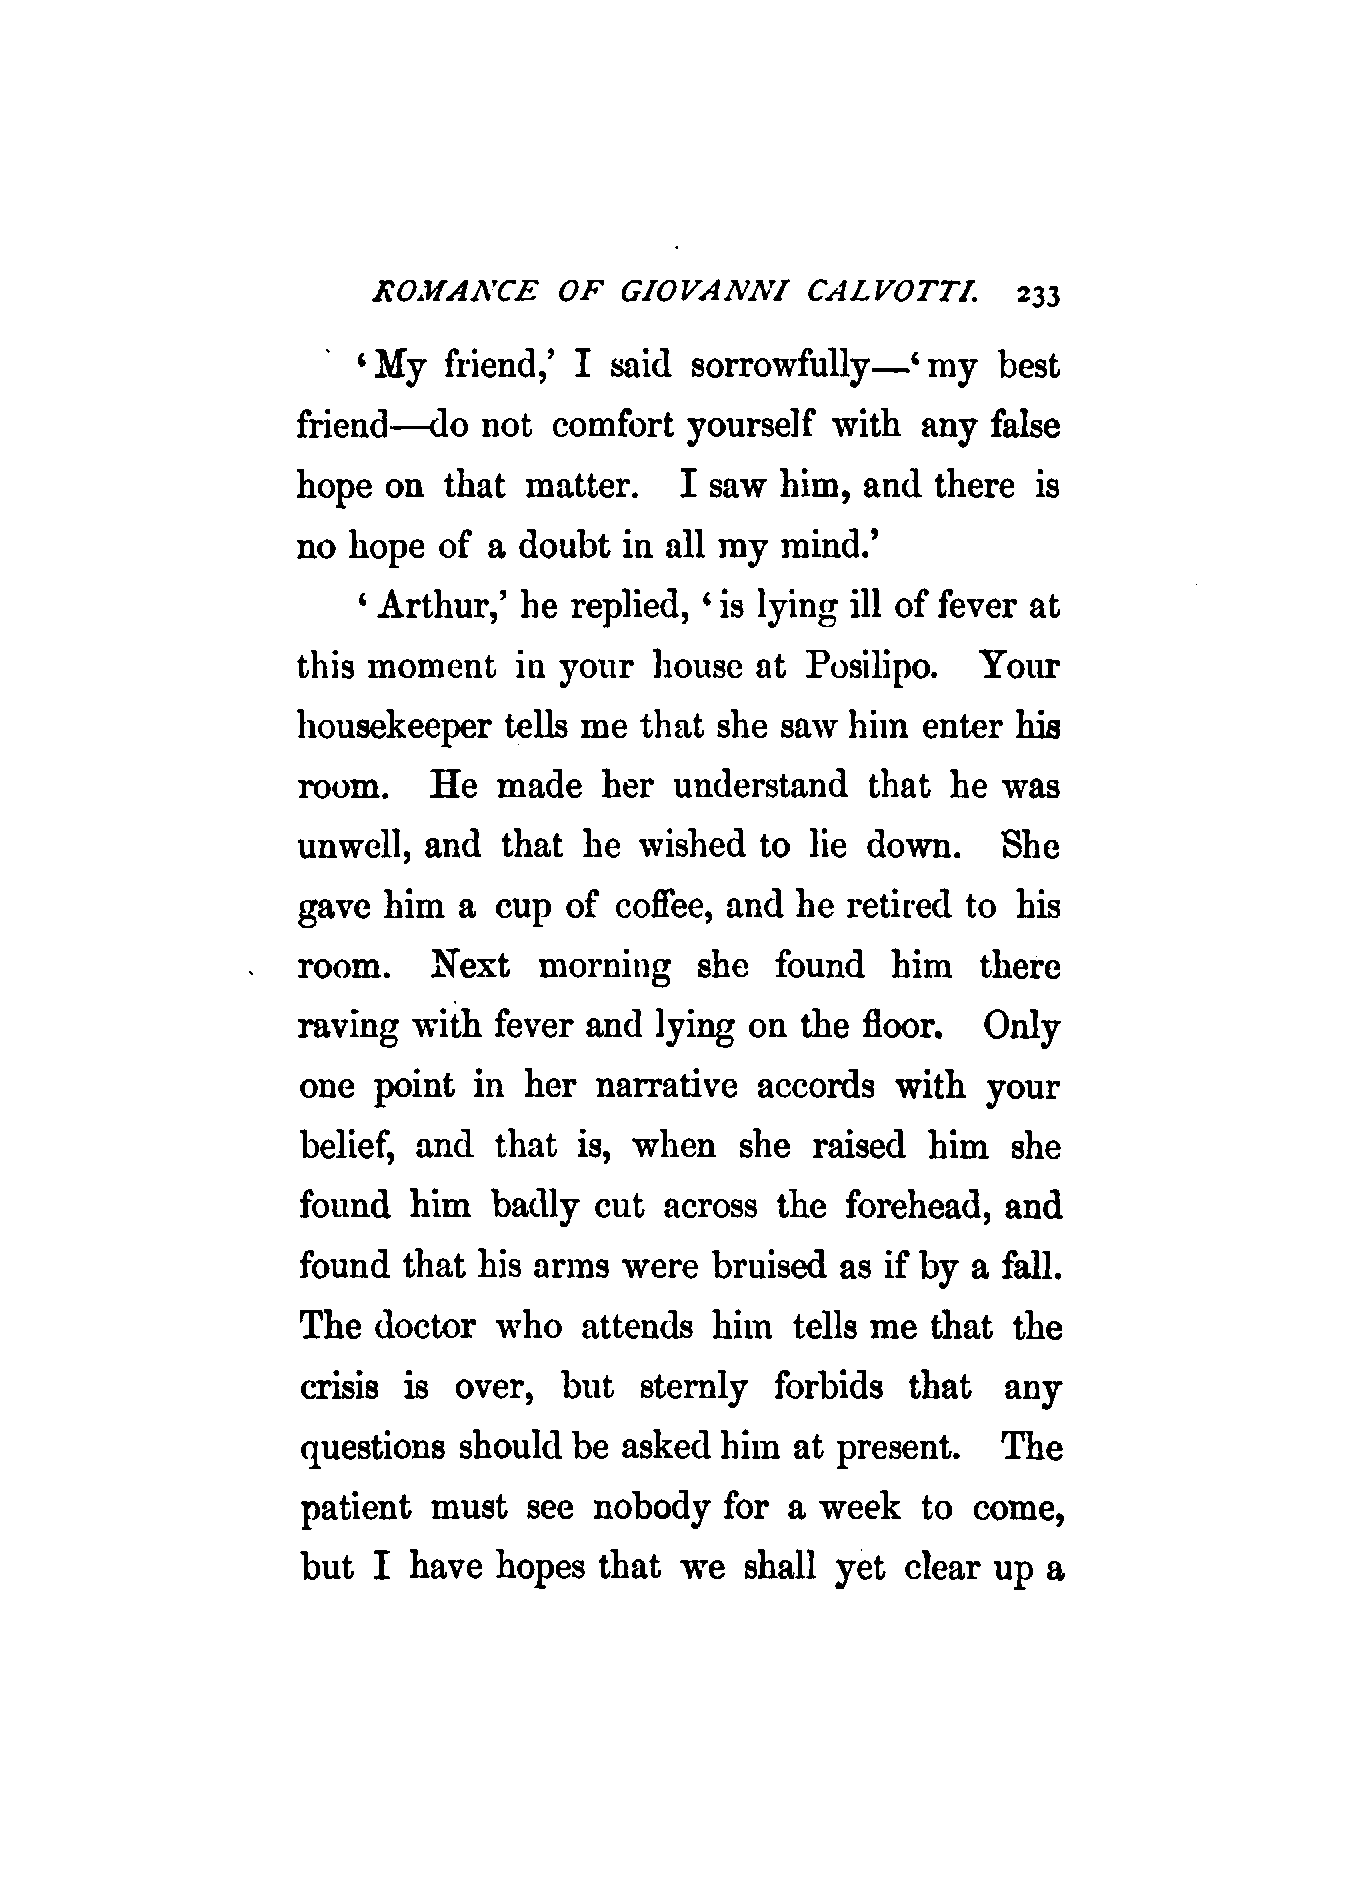 ROMANCE OF GIOVANNI CALVOTTI. 233
‘My friend,’ I said sorrowfully—‘my best
friend—do not comfort yourself with any false
hope on that matter. I saw him, and there is
no hope of a doubt in all my mind.’
‘Arthur,’ he replied, ‘is lying ill of fever at
this moment in your house at Posilipo. Your
housekeeper tells me that she saw him enter his
room. He made her understand that he was
unwell, and that he wished to lie down. She
gave him a cup of coffee, and he retired to his
room. Next morning she found him there
raving with fever and lying on the floor. Only
one point in her narrative accords with your
belief, and that is, when she raised him she
found him badly cut across the forehead, and
found that his arms were bruised as if by a fall.
The doctor who attends him tells me that the
crisis is over, but sternly forbids that any
questions should be asked him at present. The
patient must see nobody for a week to come,
but I have hopes that we shall yet clear up a